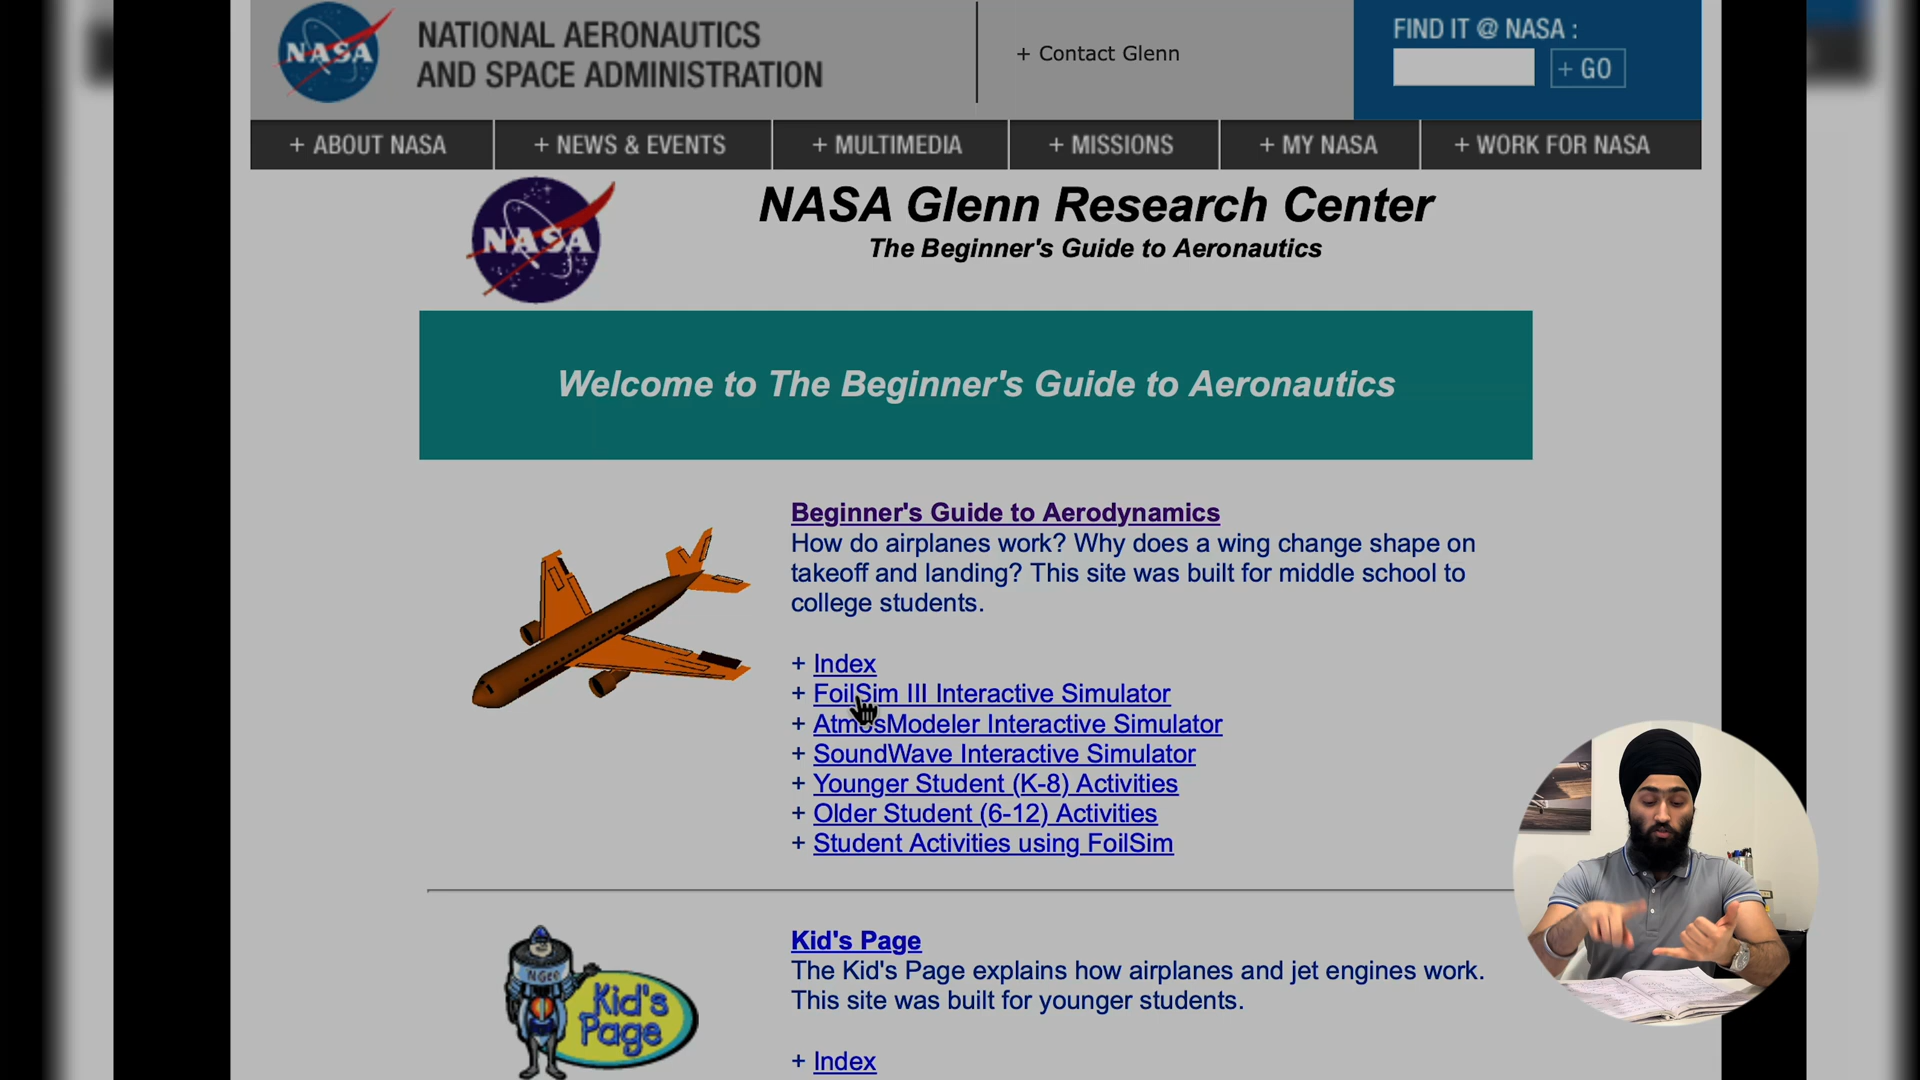 NASA
NATIONAL AERONAUTICS
AND SPACE ADMINISTRATION
+ Contact Glenn
FIND IT @ NASA :
+ GO
+ ABOUT NASA
+ NEWS & EVENTS
+ MULTIMEDIA
+ MISSIONS
+ MY NASA
+ WORK FOR NASA
NASA
NASA Glenn Research Center
The Beginner's Guide to Aeronautics
Welcome to The Beginner's Guide to Aeronautics
Beginner's Guide to Aerodynamics
How do airplanes work? Why does a wing change shape on
takeoff and landing? This site was built for middle school to
college students.
+ Index
+ FoilSim III Interactive Simulator
+ AtmosModeler Interactive Simulator
+ SoundWave Interactive Simulator
+ Younger Student (K-8) Activities
+ Older Student (6-12) Activities
+ Student Activities using FoilSim
Kid's Page
The Kid's Page explains how airplanes and jet engines work.
This site was built for younger students.
+ Index
Kid's
Page